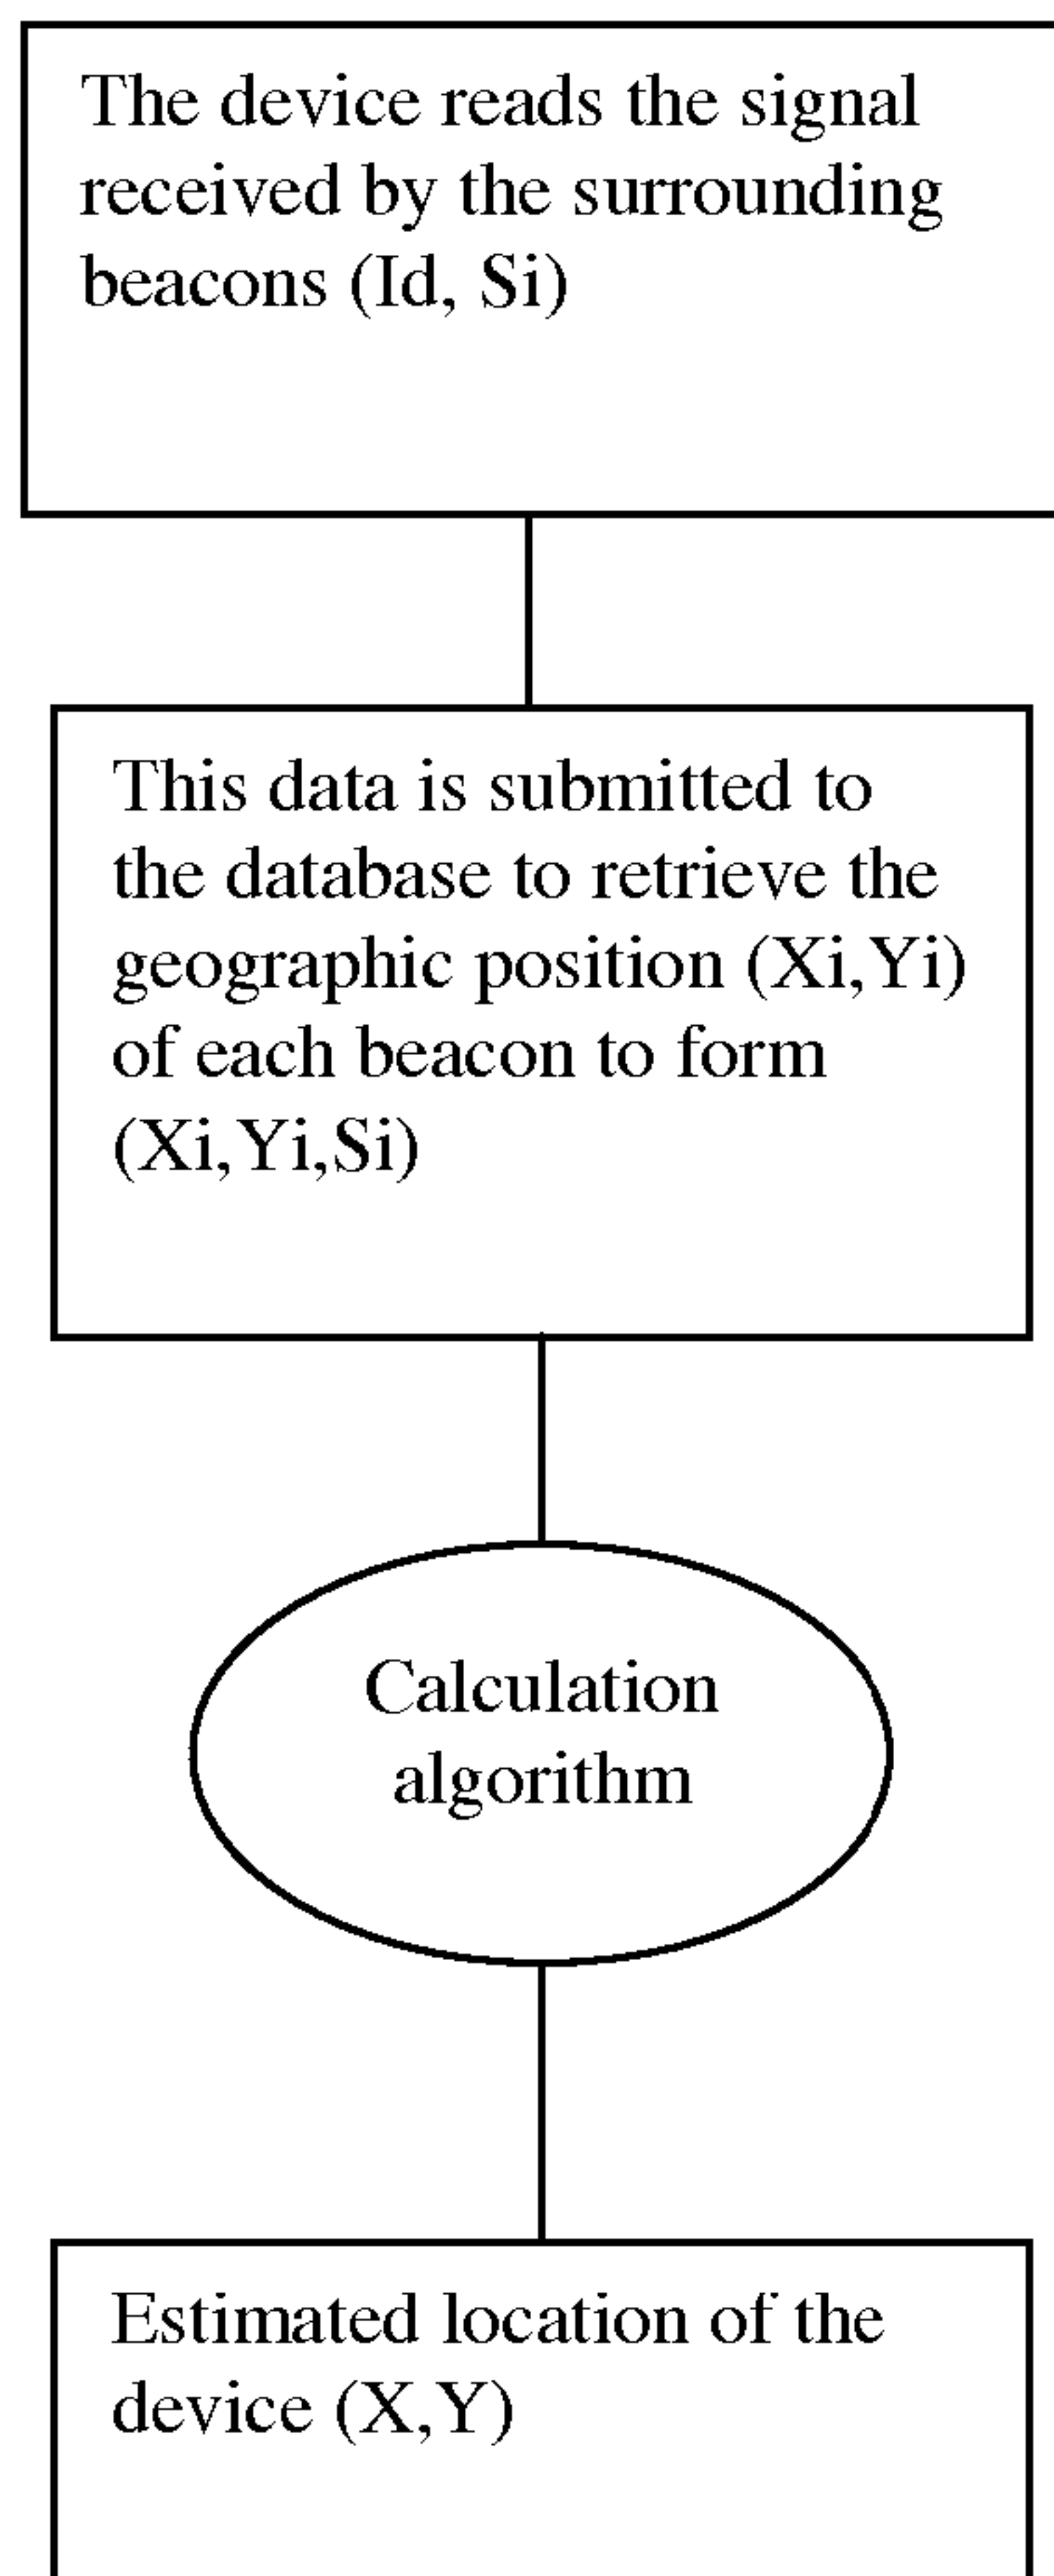 The device reads the signal
received by the surrounding
beacons (Id, Si)
This data is submitted to
the database to retrieve the
geographic position (Xi,Yi)
of each beacon to form
(Xi,Yi,Si)
Calculation
algorithm
Estimated location of the
device (X,Y)